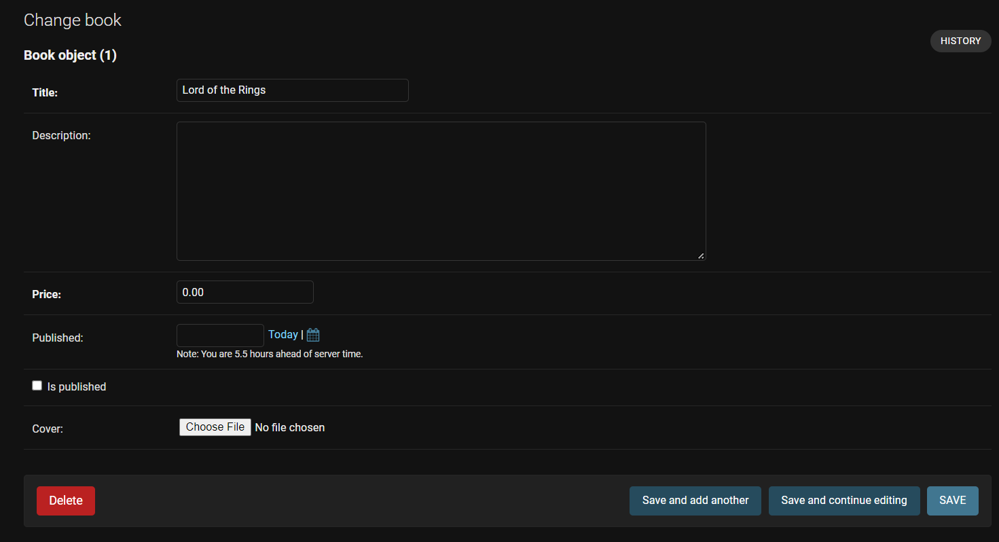 Change book
HISTORY
Book object (1)
Title: Lord of the Rings
Description:
Price: 0.00
Published: Today |
Note: You are 5.5 hours ahead of server time.
Is published
Cover: Choose File No file chosen
Delete Save and add another Save and continue editing SAVE